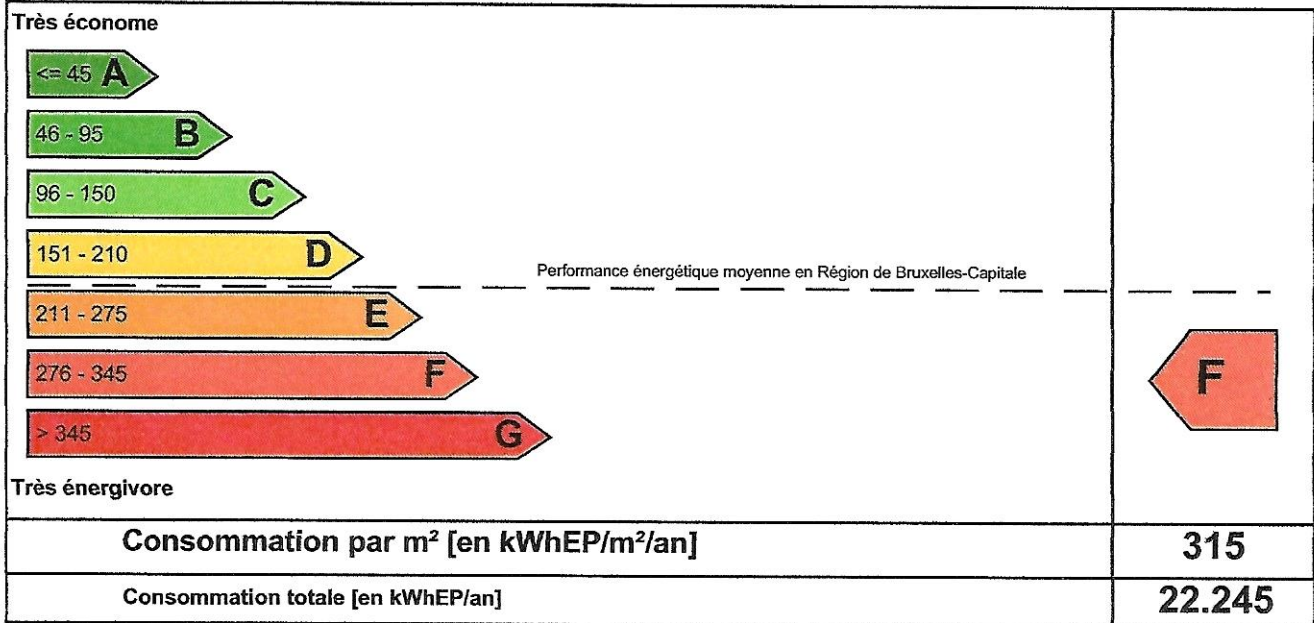 Très économe
<= 45 A
46 - 95 B
96 - 150 C
151 - 210 D
Performance énergétique moyenne en Région de Bruxelles-Capitale
211 - 275 E
276 - 345 F
F
> 345 G
Très énergivore
Consommation par m² [en kWhEP/m²/an] 315
Consommation totale [en kWhEP/an] 22.245